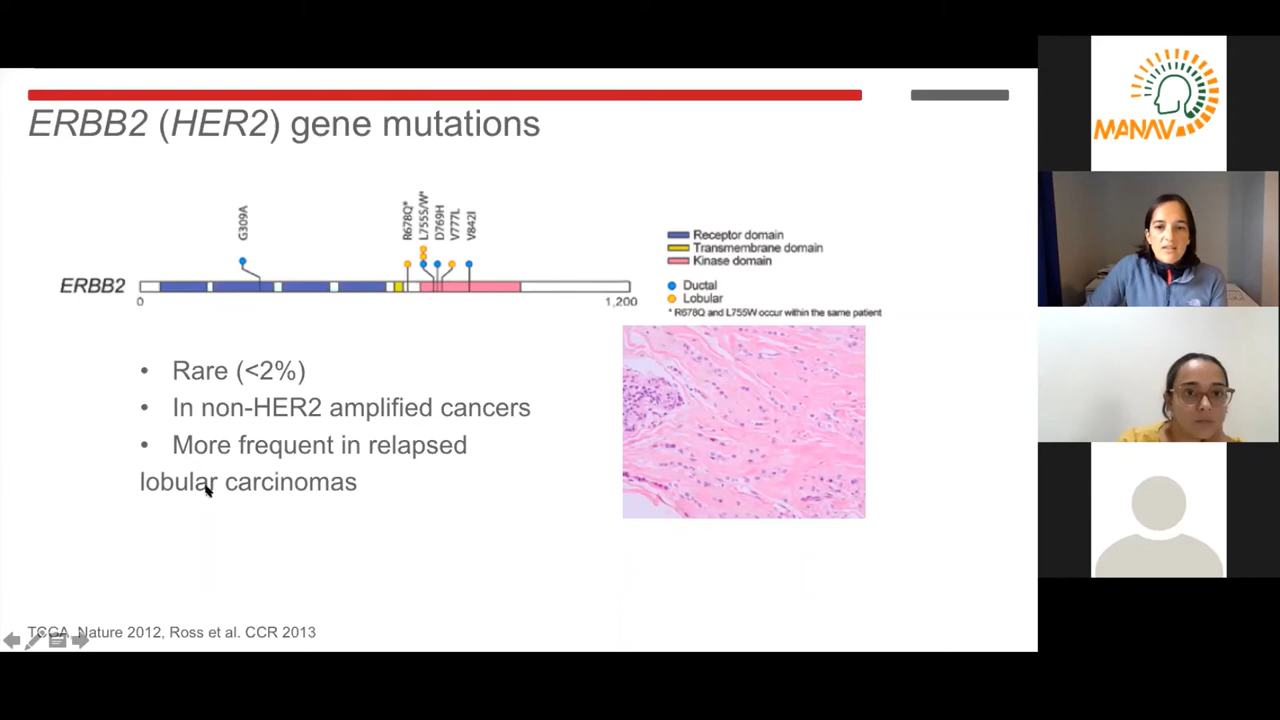 ERBB2 (HER2) gene mutations
MANAV
G309A
R678Q*
L755S/W*
D769H
V777L
V842I
Receptor domain
Transmembrane domain
Kinase domain
ERBB2
0
1,200
Ductal
Lobular
* R678Q and L755W occur within the same patient
• Rare (<2%)
• In non-HER2 amplified cancers
• More frequent in relapsed
lobular carcinomas
TCGA, Nature 2012, Ross et al. CCR 2013